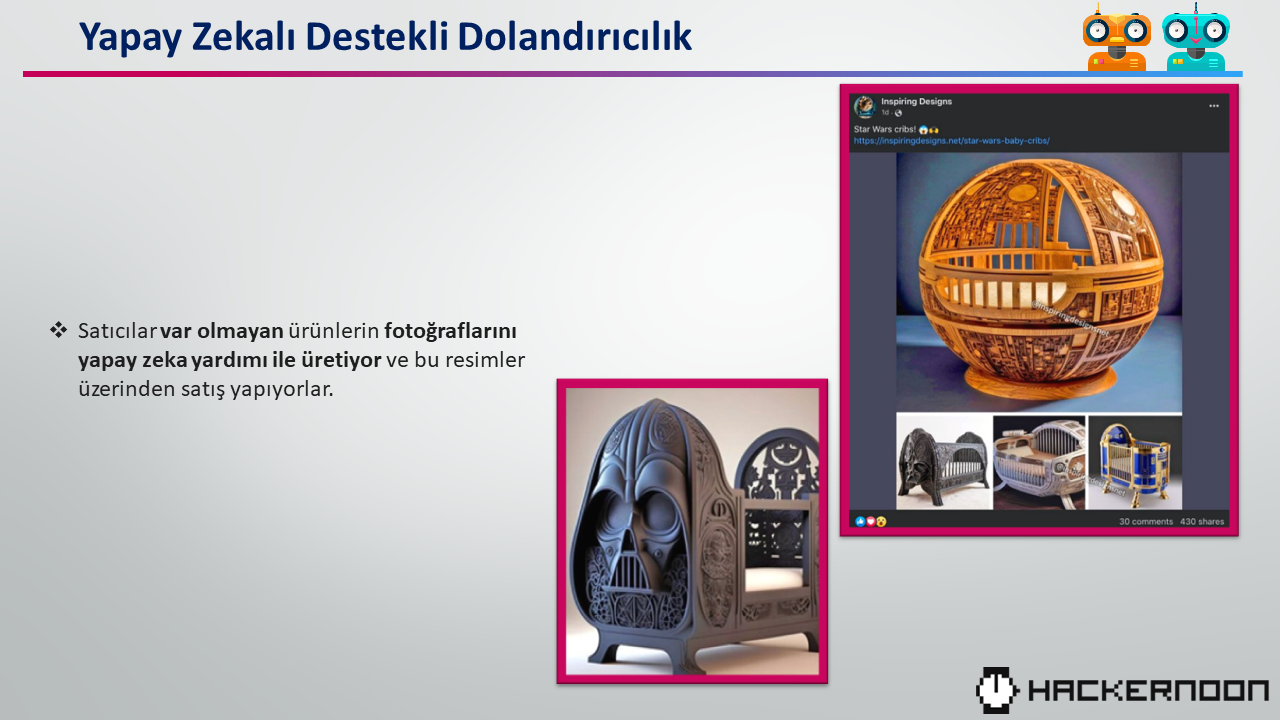 Yapay Zekalı Destekli Dolandırıcılık
Inspiring Designs
1d
Star Wars cribs! 😱🙌
https://inspiringdesigns.net/star-wars-baby-cribs/
@inspiringdesigns.net
❖ Satıcılar var olmayan ürünlerin fotoğraflarını
yapay zeka yardımı ile üretiyor ve bu resimler
üzerinden satış yapıyorlar.
30 comments 430 shares
HACKERNOON